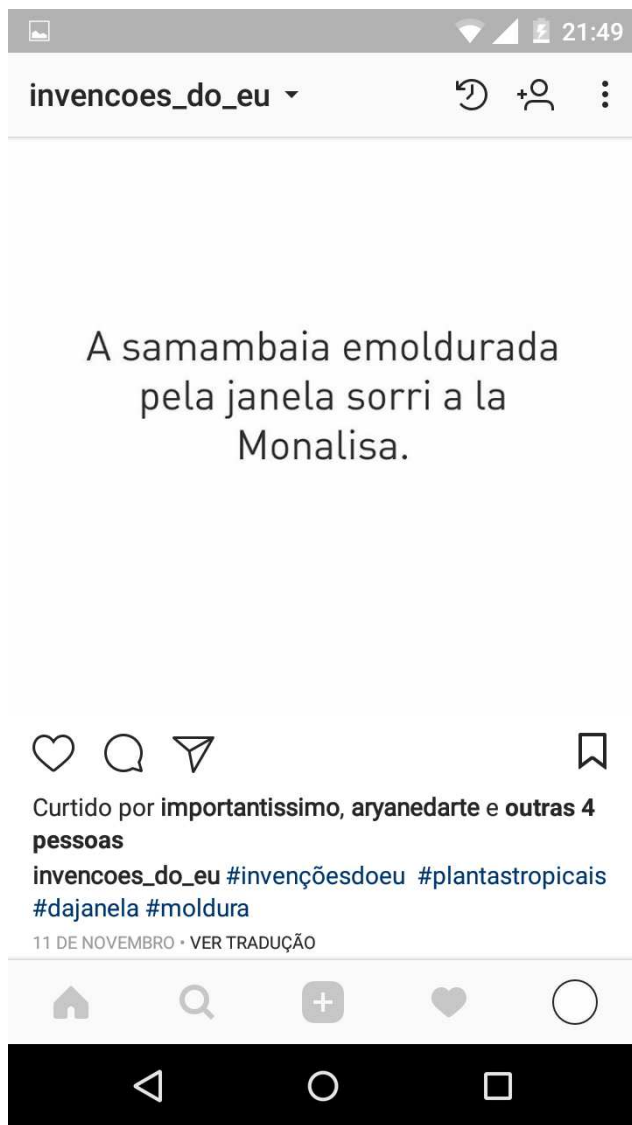 21:49
invencoes_do_eu
A samambaia emoldurada
pela janela sorri a la
Monalisa.
Curtido por importantissimo, aryanedarte e outras 4
pessoas
invencoes_do_eu #invençõesdoeu #plantastropicais
#dajanela #moldura
11 DE NOVEMBRO • VER TRADUÇÃO